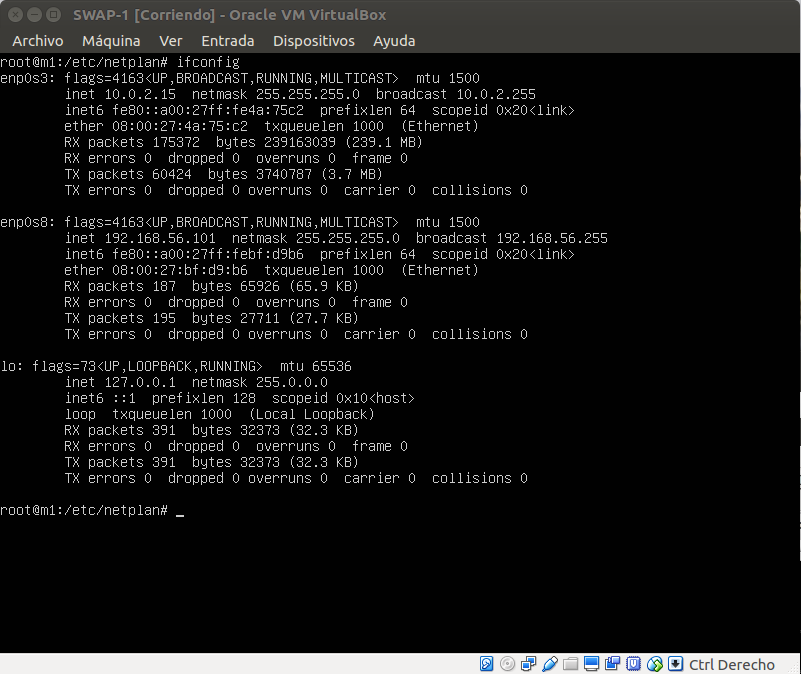 SWAP-1 [Corriendo] - Oracle VM VirtualBox
Archivo Máquina Ver Entrada Dispositivos Ayuda
root@m1:/etc/netplan# ifconfig
enp0s3: flags=4163<UP,BROADCAST,RUNNING,MULTICAST>  mtu 1500
        inet 10.0.2.15  netmask 255.255.255.0  broadcast 10.0.2.255
        inet6 fe80::a00:27ff:fe4a:75c2  prefixlen 64  scopeid 0x20<link>
        ether 08:00:27:4a:75:c2  txqueuelen 1000  (Ethernet)
        RX packets 175372  bytes 239163039 (239.1 MB)
        RX errors 0  dropped 0  overruns 0  frame 0
        TX packets 60424  bytes 3740787 (3.7 MB)
        TX errors 0  dropped 0 overruns 0  carrier 0  collisions 0
enp0s8: flags=4163<UP,BROADCAST,RUNNING,MULTICAST>  mtu 1500
        inet 192.168.56.101  netmask 255.255.255.0  broadcast 192.168.56.255
        inet6 fe80::a00:27ff:febf:d9b6  prefixlen 64  scopeid 0x20<link>
        ether 08:00:27:bf:d9:b6  txqueuelen 1000  (Ethernet)
        RX packets 187  bytes 65926 (65.9 KB)
        RX errors 0  dropped 0  overruns 0  frame 0
        TX packets 195  bytes 27711 (27.7 KB)
        TX errors 0  dropped 0 overruns 0  carrier 0  collisions 0
lo: flags=73<UP,LOOPBACK,RUNNING>  mtu 65536
        inet 127.0.0.1  netmask 255.0.0.0
        inet6 ::1  prefixlen 128  scopeid 0x10<host>
        loop  txqueuelen 1000  (Local Loopback)
        RX packets 391  bytes 32373 (32.3 KB)
        RX errors 0  dropped 0  overruns 0  frame 0
        TX packets 391  bytes 32373 (32.3 KB)
        TX errors 0  dropped 0 overruns 0  carrier 0  collisions 0
root@m1:/etc/netplan# _
Ctrl Derecho